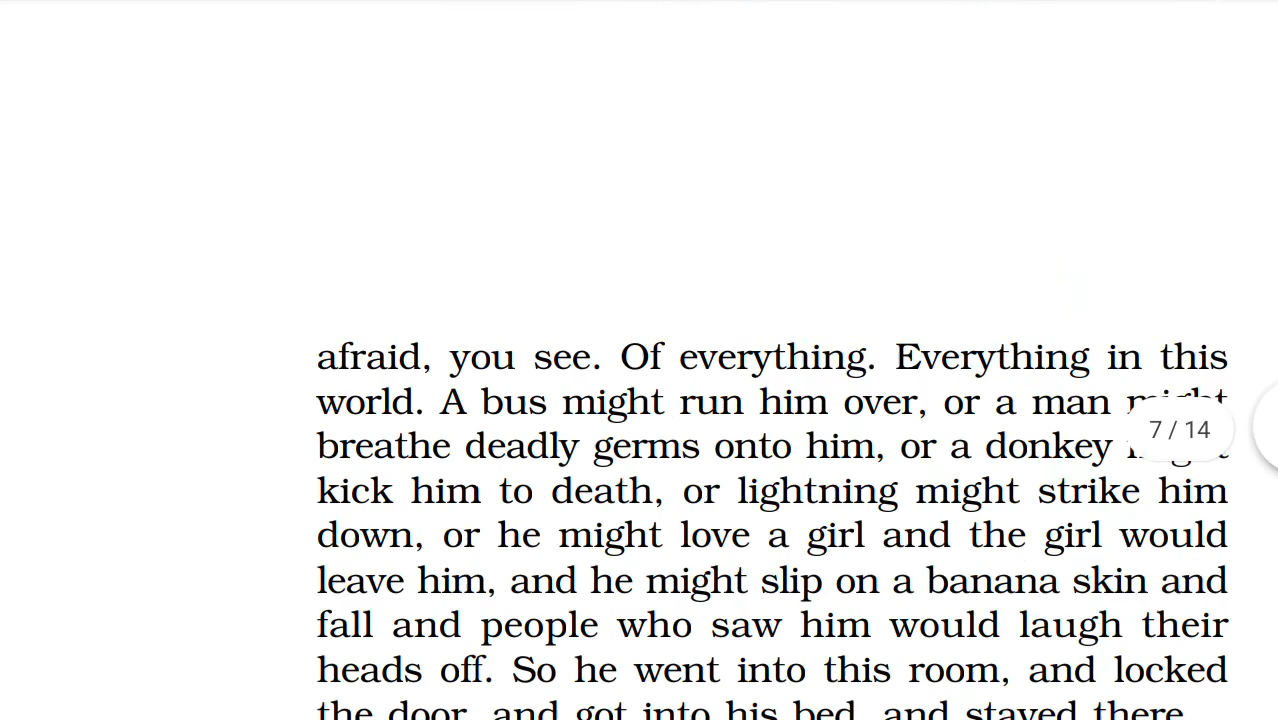 afraid, you see. Of everything. Everything in this
world. A bus might run him over, or a man might
7 / 14
breathe deadly germs onto him, or a donkey might
kick him to death, or lightning might strike him
down, or he might love a girl and the girl would
leave him, and he might slip on a banana skin and
fall and people who saw him would laugh their
heads off. So he went into this room, and locked
the door, and got into his bed, and stayed there.